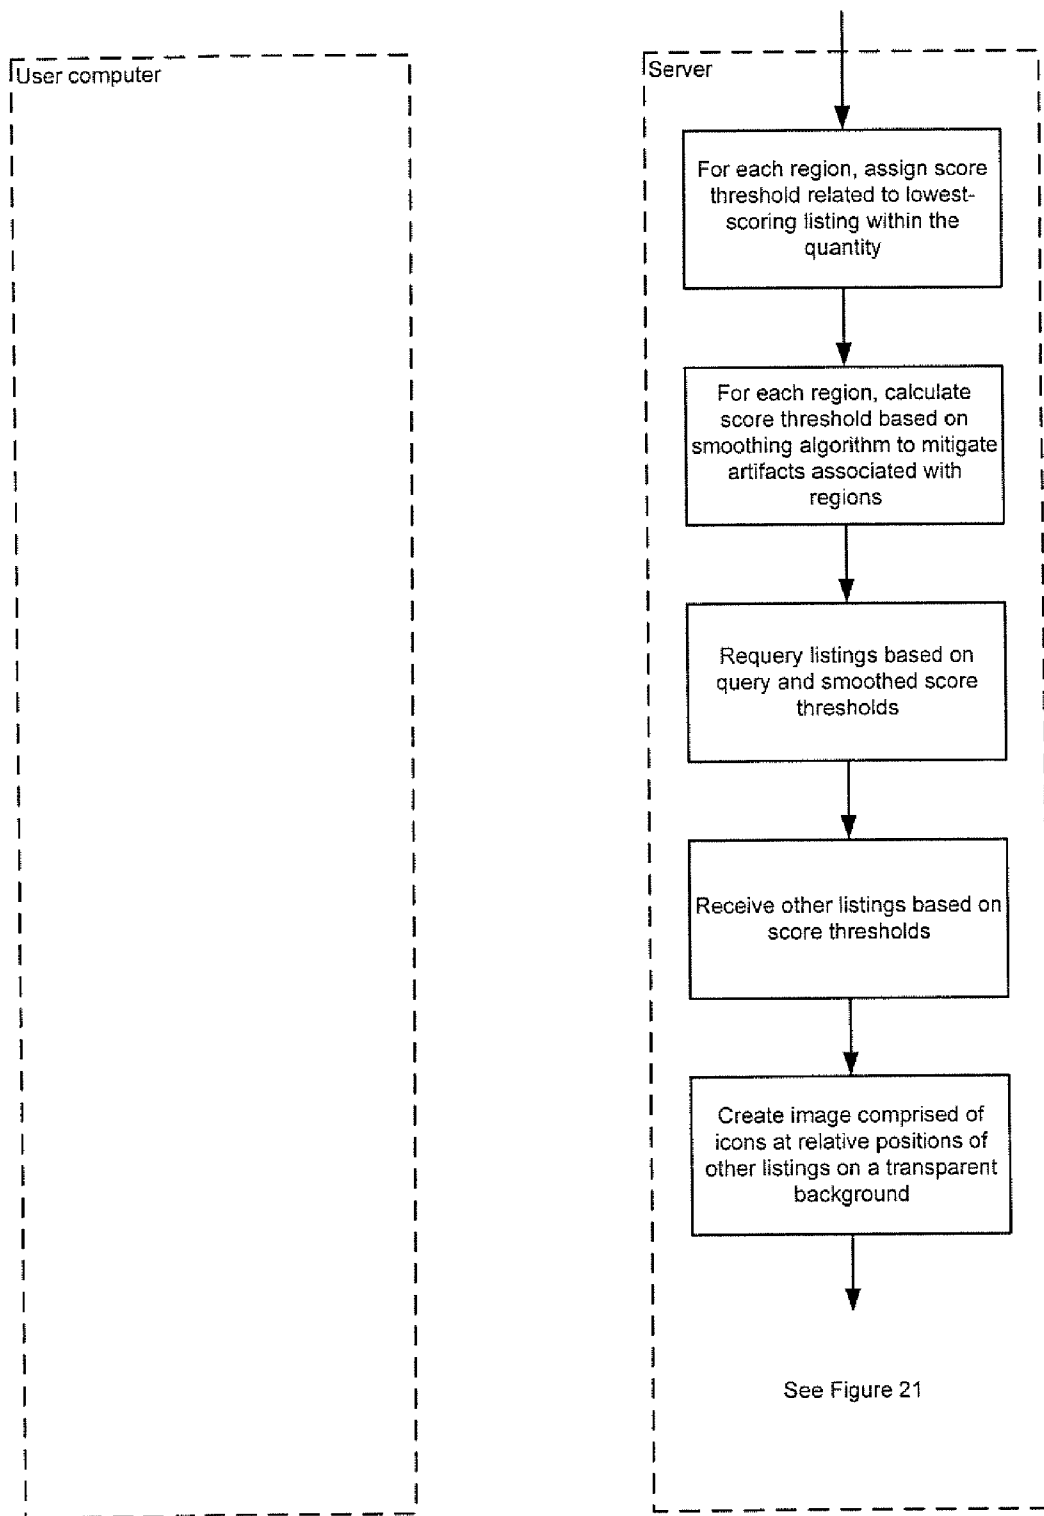 User computer
Server
For each region, assign score
threshold related to lowest-
scoring listing within the
quantity
For each region, calculate
score threshold based on
smoothing algorithm to mitigate
artifacts associated with
regions
Requery listings based on
query and smoothed score
thresholds
Receive other listings based on
score thresholds
Create image comprised of
icons at relative positions of
other listings on a transparent
background
See Figure 21